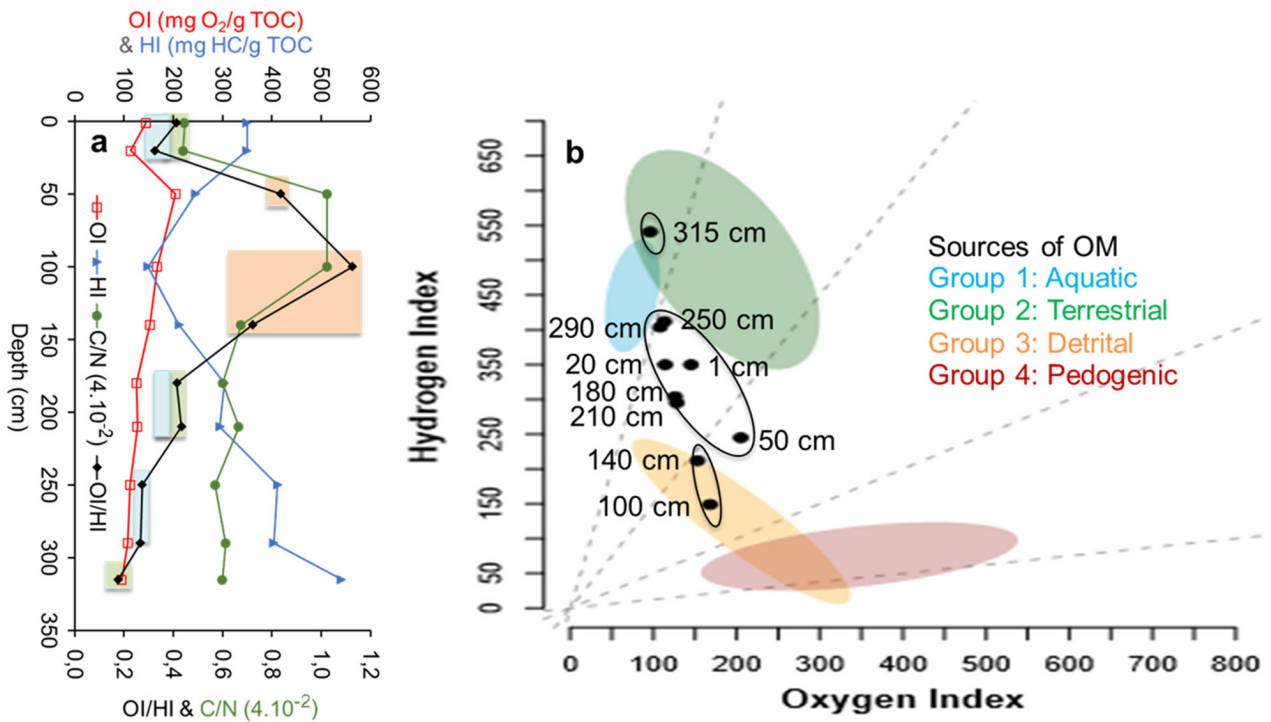 OI (mg O₂/g TOC)
& HI (mg HC/g TOC
0 100 200 300 400 500 600
a
0
50
100
150
200
250
300
350
Depth (cm)
OI HI C/N (4.10⁻²) OI/HI
0,0 0,2 0,4 0,6 0,8 1,0 1,2
OI/HI & C/N (4.10⁻²)
b
Hydrogen Index
650
550
450
350
250
150
50
0
315 cm
290 cm 250 cm
20 cm 1 cm
180 cm
210 cm
50 cm
140 cm
100 cm
0 100 200 300 400 500 600 700 800
Oxygen Index
Sources of OM
Group 1: Aquatic
Group 2: Terrestrial
Group 3: Detrital
Group 4: Pedogenic